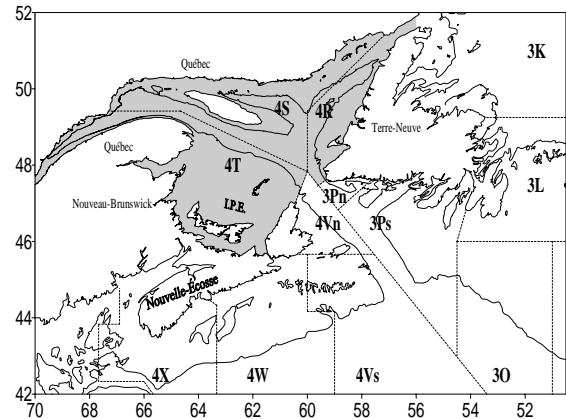 52
50
48
46
44
42
70
68
66
64
62
60
58
56
54
52
Québec
3K
4S
4R
Terre-Neuve
Québec
4T
3L
I.P.E.
3Pn
Nouveau-Brunswick
4Vn
3Ps
Nouvelle-Écosse
4X
4W
4Vs
3O